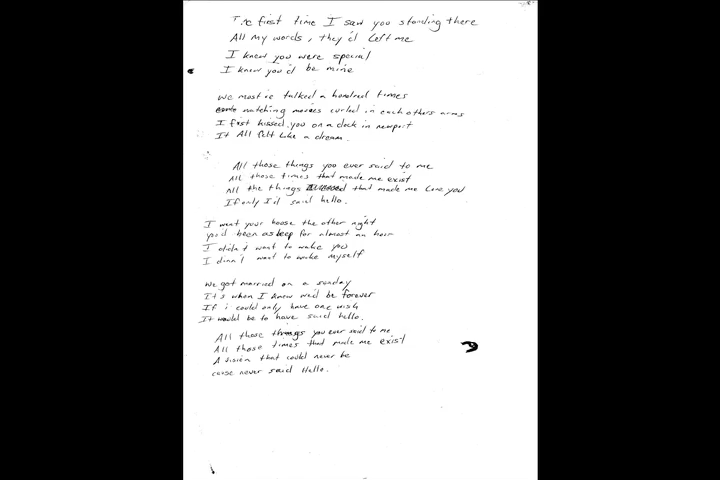 The first time I saw you standing there
All my words, they'd left me
I knew you were special
I knew you'd be mine
we most've talked a hundred times
watching movies curled in each others arms
I first kissed you on a dock in newport
It All felt like a dream.
All those things you ever said to me
All those times that made me exist
All the things that made me love you
If only I'd said hello.
I went your house the other night
you'd been asleep for almost an hour
I didn't want to wake you
I didn't want to wake myself
we got married on a sunday
It's when I knew we'd be forever
If i could only have one wish
It would be to have said hello.
All those things you ever said to me
All those times that made me exist
A vision that could never be
cause never said Hello.